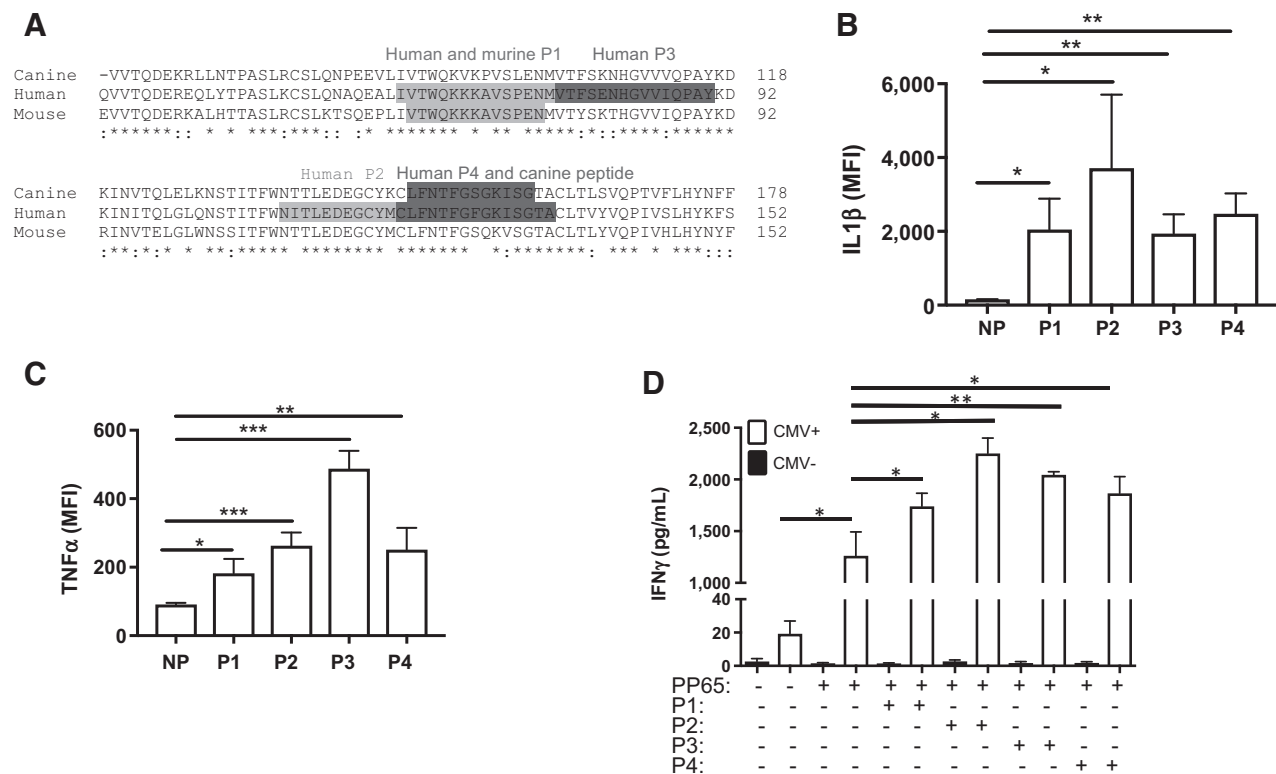 A
Human and murine P1 Human P3
Canine -VVTQDEKRLLNTPASLRCSLQNPEEVLIVTWQKVKPVSLENMVTFSKNHGVVVQPAYKD 118
Human QVVTQDEREQLYTPASLKCSLQNAQEALIVTWQKKKAVSPENMVTFSENHGVVIQPAYKD 92
Mouse EVVTQDERKALHTTASLRCSLKTSQEPLIVTWQKKKAVSPENMVTYSKTHGVVIQPAYKD 92
Human P2 Human P4 and canine peptide
Canine KINVTQLELKNSTITFWNTTLEDEGCYKCLFNTFGSGKISGTACLTLSVQPTVFLHYNFF 178
Human KINITQLGLQNSTITFWNITLEDEGCYMCLFNTFGFGKISGTACLTVYVQPIVSLHYKFS 152
Mouse RINVTELGLWNSSITFWNTTLEDEGCYMCLFNTFGSQKVSGTACLTLYVQPIVHLHYNYF 152
B
**
**
*
*
6,000
4,000
2,000
0
IL1β (MFI)
NP P1 P2 P3 P4
C
**
***
***
*
600
400
200
0
TNFα (MFI)
NP P1 P2 P3 P4
D
*
**
*
*
*
CMV+
CMV-
2,500
2,000
1,500
1,000
40
20
0
IFNγ (pg/mL)
PP65: - - + + + + + + + + + +
P1: - - - - + + - - - - - -
P2: - - - - - - + + - - - -
P3: - - - - - - - - + + - -
P4: - - - - - - - - - - + +